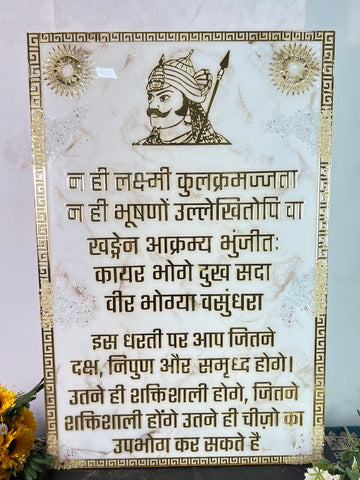 न ही लक्ष्मी कुलक्रमज्जता
न ही भूषणों उल्लेखितोपि वा
खड्गेन आक्रम्य भुंजीतः
कायर भोगे दुख सदा
वीर भोग्या वसुंधरा
इस धरती पर आप जितने
दक्ष, निपुण और समृध्द होगे।
उतने ही शक्तिशाली होगे, जितने
शक्तिशाली होंगे उतने ही चीज़ो का
उपभोग कर सकते है